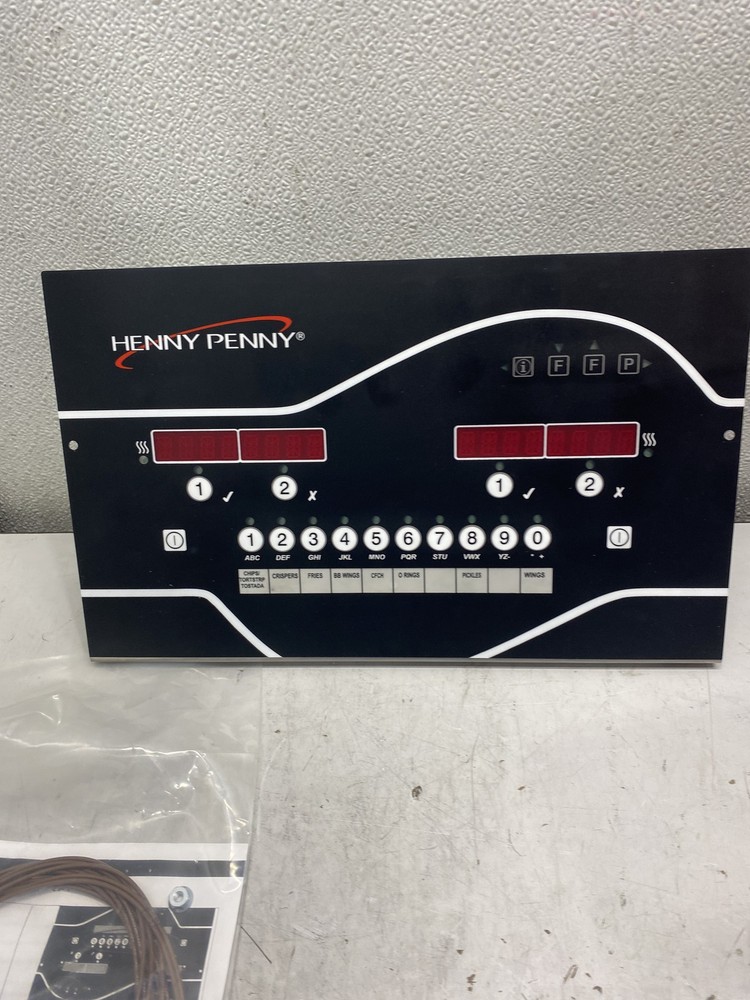 HENNY PENNY®
i F F P
1 ✓ 2 ✗ 1 ✓ 2 ✗
1 2 3 4 5 6 7 8 9 0
ABC DEF GHI JKL MNO PQR STU VWX YZ- * +
CHIPS/ CRISPERS FRIES BB WINGS CFCH O RINGS PICKLES WINGS
TORTSTRP
TOSTADA